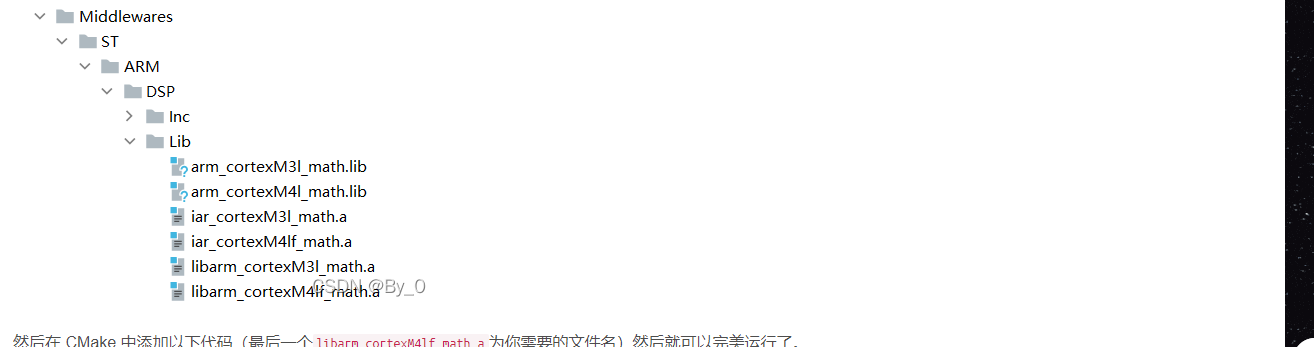 Middlewares
ST
ARM
DSP
Inc
Lib
arm_cortexM3l_math.lib
arm_cortexM4l_math.lib
iar_cortexM3l_math.a
iar_cortexM4lf_math.a
libarm_cortexM3l_math.a
CSDN @By_0
libarm_cortexM4lf_math.a
然后在 CMake 中添加以下代码（最后一个 libarm_cortexM4lf_math.a 为你需要的文件名）然后就可以完美运行了。